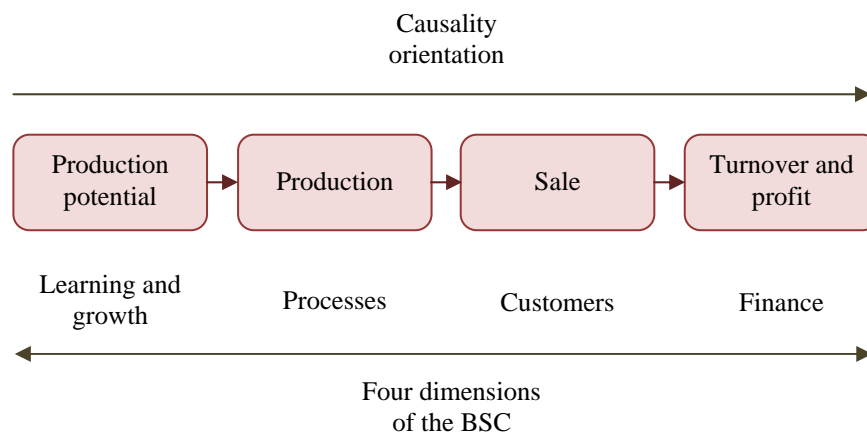 Causality
orientation
Production
potential
Production
Sale
Turnover and
profit
Learning and
growth
Processes
Customers
Finance
Four dimensions
of the BSC